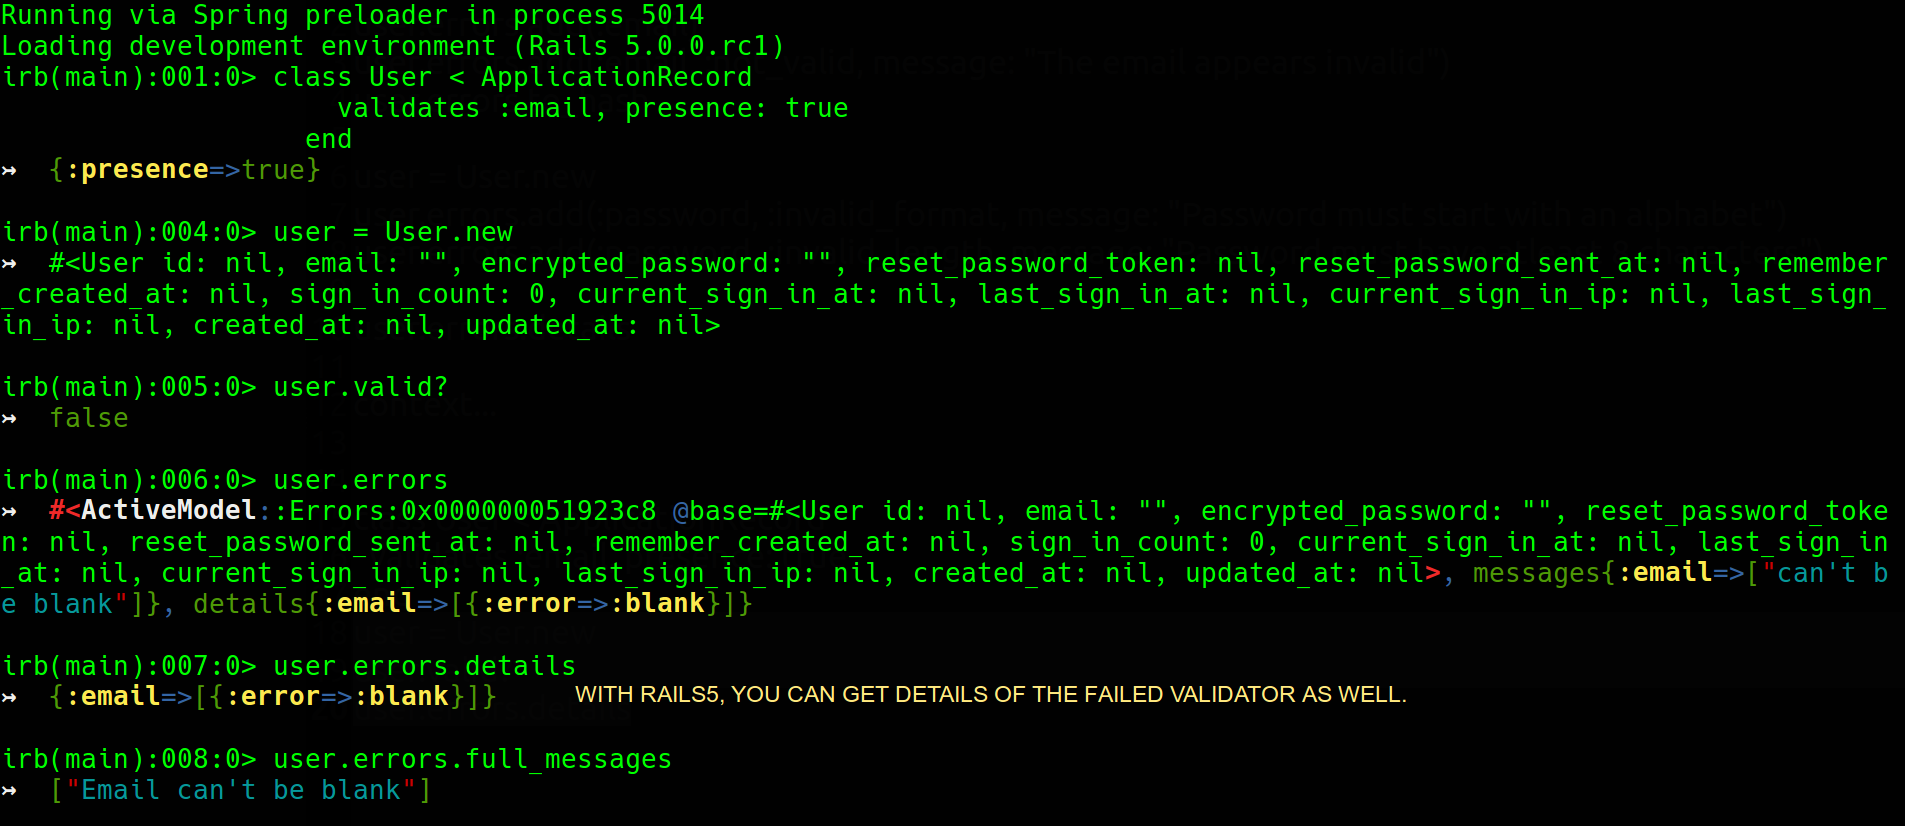 Running via Spring preloader in process 5014
Loading development environment (Rails 5.0.0.rc1)
irb(main):001:0> class User < ApplicationRecord
validates :email, presence: true
end
↣ {:presence=>true}
irb(main):004:0> user = User.new
↣ #<User id: nil, email: "", encrypted_password: "", reset_password_token: nil, reset_password_sent_at: nil, remember
_created_at: nil, sign_in_count: 0, current_sign_in_at: nil, last_sign_in_at: nil, current_sign_in_ip: nil, last_sign_
in_ip: nil, created_at: nil, updated_at: nil>
irb(main):005:0> user.valid?
↣ false
irb(main):006:0> user.errors
↣ #<ActiveModel::Errors:0x000000051923c8 @base=#<User id: nil, email: "", encrypted_password: "", reset_password_toke
n: nil, reset_password_sent_at: nil, remember_created_at: nil, sign_in_count: 0, current_sign_in_at: nil, last_sign_in
_at: nil, current_sign_in_ip: nil, last_sign_in_ip: nil, created_at: nil, updated_at: nil>, messages{:email=>["can't b
e blank"]}, details{:email=>[{:error=>:blank}]}
irb(main):007:0> user.errors.details
↣ {:email=>[{:error=>:blank}]} WITH RAILS5, YOU CAN GET DETAILS OF THE FAILED VALIDATOR AS WELL.
irb(main):008:0> user.errors.full_messages
↣ ["Email can't be blank"]